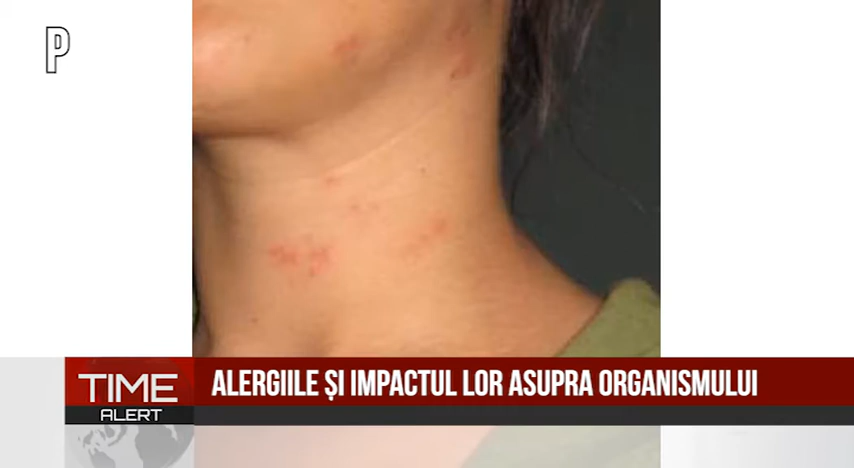 P
ALERGIILE ȘI IMPACTUL LOR ASUPRA ORGANISMULUI
TIME
ALERT